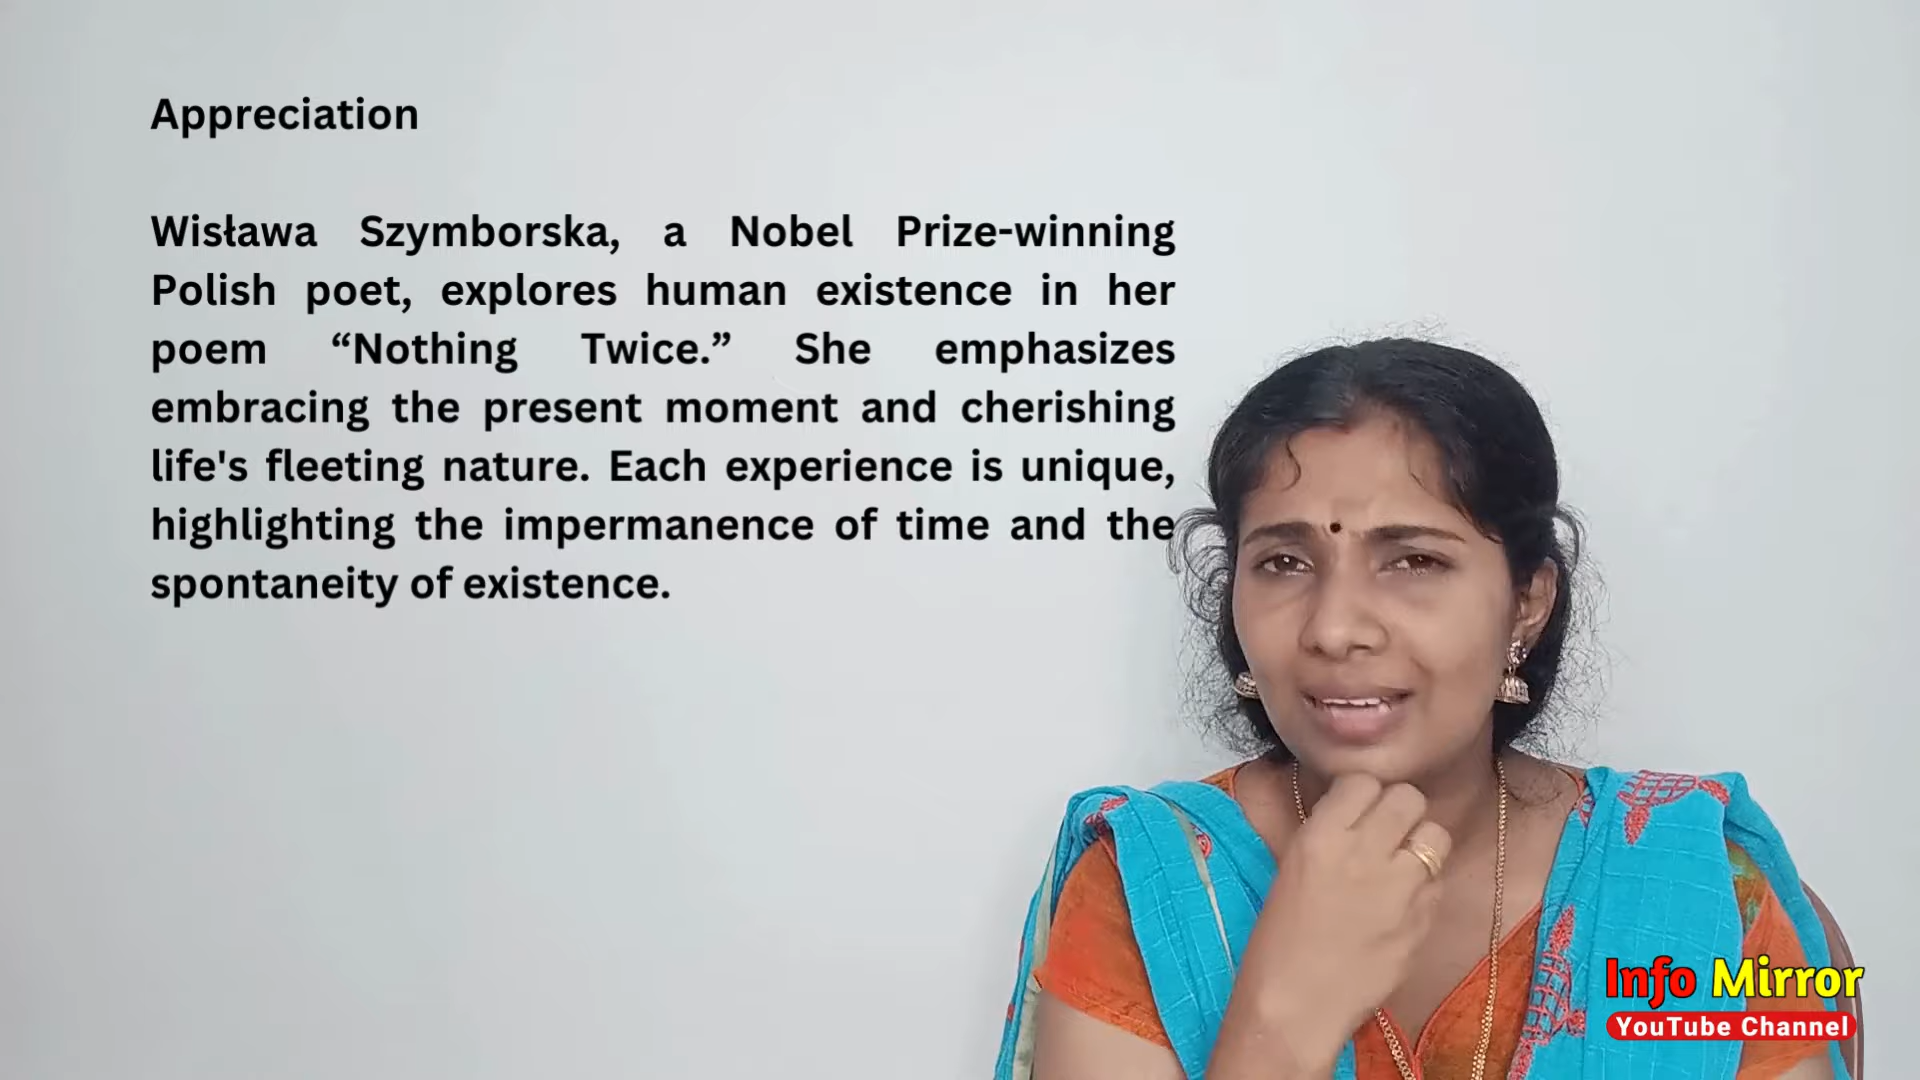 Appreciation
Wisława Szymborska, a Nobel Prize-winning
Polish poet, explores human existence in her
poem “Nothing Twice.” She emphasizes
embracing the present moment and cherishing
life's fleeting nature. Each experience is unique,
highlighting the impermanence of time and the
spontaneity of existence.
Info Mirror
YouTube Channel